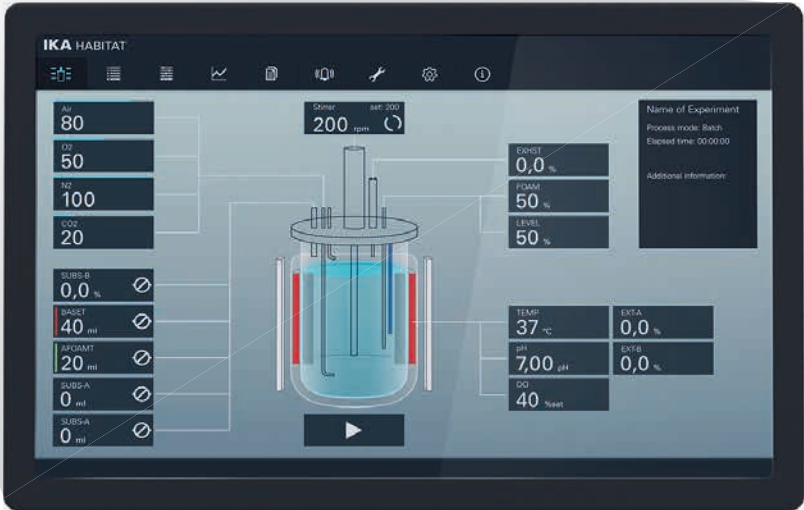 IKA HABITAT
Air
80
O2
50
N2
100
CO2
20
SUBS-B
0,0 %
BASET
40 ml
AFOAMT
20 ml
SUBS-A
0 ml
SUBS-A
0 ml
Stirrer set: 200
200 rpm
EXHST
0,0 %
FOAM
50 %
LEVEL
50 %
TEMP
37 °C
pH
7,00 pH
DO
40 %sat
EXT-A
0,0 %
EXT-B
0,0 %
Name of Experiment
Process mode: Batch
Elapsed time: 00:00:00
Additional information: